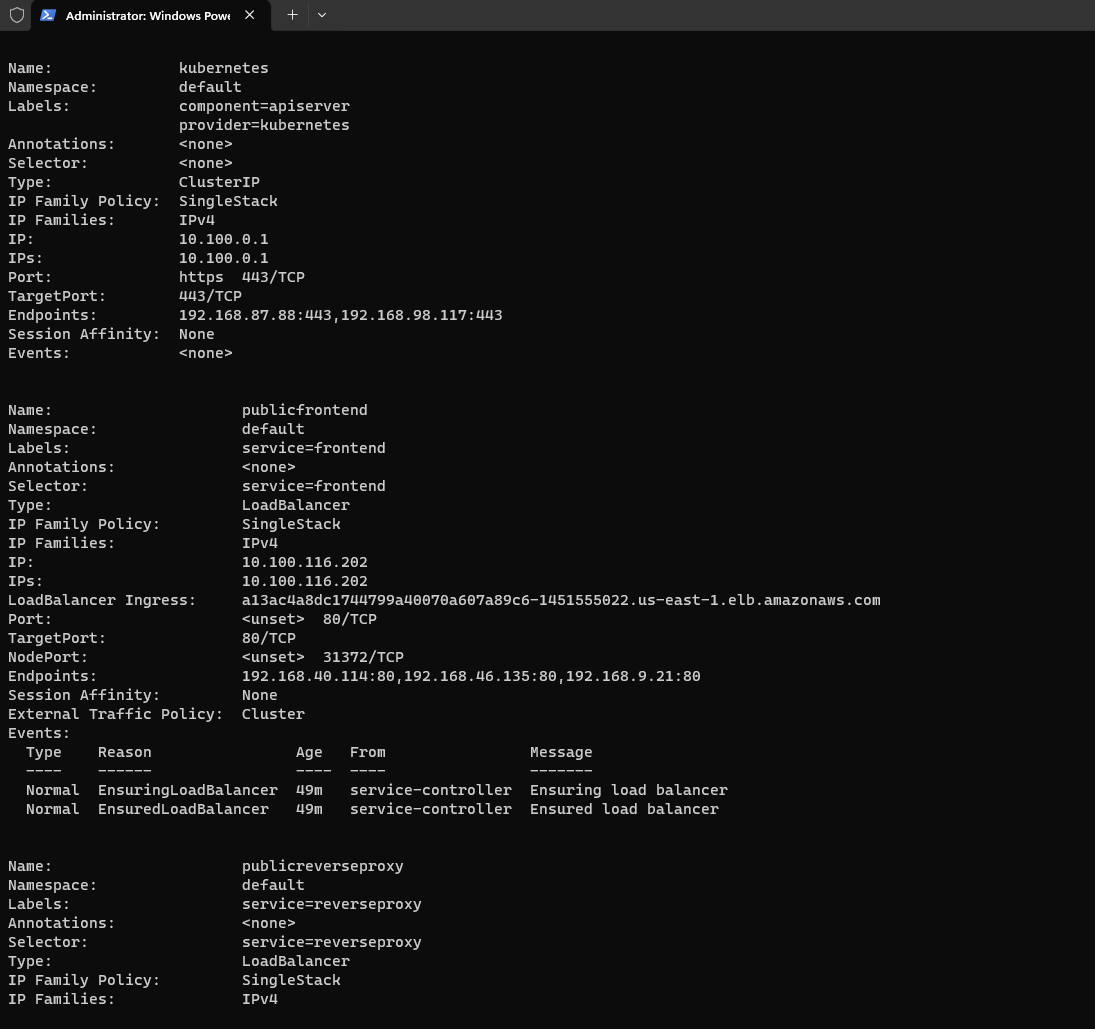 Administrator: Windows Powe
Name: kubernetes
Namespace: default
Labels: component=apiserver
provider=kubernetes
Annotations: <none>
Selector: <none>
Type: ClusterIP
IP Family Policy: SingleStack
IP Families: IPv4
IP: 10.100.0.1
IPs: 10.100.0.1
Port: https 443/TCP
TargetPort: 443/TCP
Endpoints: 192.168.87.88:443,192.168.98.117:443
Session Affinity: None
Events: <none>
Name: publicfrontend
Namespace: default
Labels: service=frontend
Annotations: <none>
Selector: service=frontend
Type: LoadBalancer
IP Family Policy: SingleStack
IP Families: IPv4
IP: 10.100.116.202
IPs: 10.100.116.202
LoadBalancer Ingress: a13ac4a8dc1744799a40070a607a89c6-1451555022.us-east-1.elb.amazonaws.com
Port: <unset> 80/TCP
TargetPort: 80/TCP
NodePort: <unset> 31372/TCP
Endpoints: 192.168.40.114:80,192.168.46.135:80,192.168.9.21:80
Session Affinity: None
External Traffic Policy: Cluster
Events:
Type Reason Age From Message
---- ------ ---- ---- -------
Normal EnsuringLoadBalancer 49m service-controller Ensuring load balancer
Normal EnsuredLoadBalancer 49m service-controller Ensured load balancer
Name: publicreverseproxy
Namespace: default
Labels: service=reverseproxy
Annotations: <none>
Selector: service=reverseproxy
Type: LoadBalancer
IP Family Policy: SingleStack
IP Families: IPv4